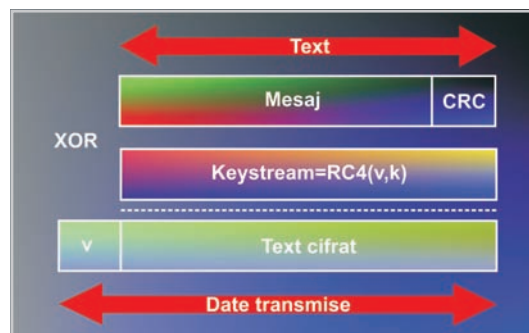 Text
Mesaj
CRC
XOR
Keystream=RC4(v,k)
v
Text cifrat
Date transmise